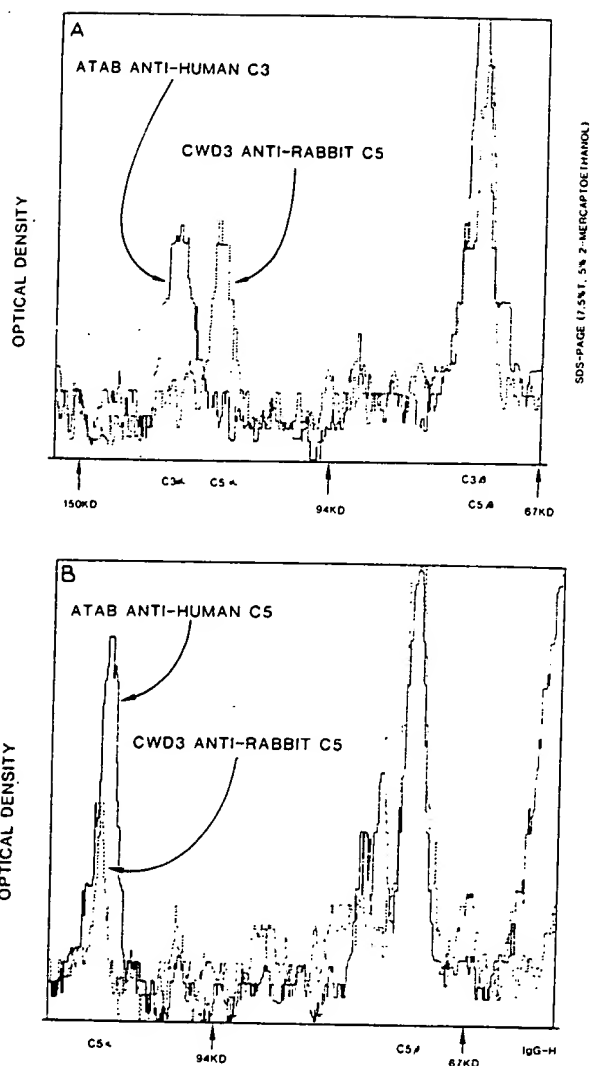 A
ATAB ANTI-HUMAN C3
CWD3 ANTI-RABBIT C5
OPTICAL DENSITY
SDS-PAGE (7.5%T, 5% 2-MERCAPTOETHANOL)
C3α C5α C3β
C5β
150KD 94KD 67KD
B
ATAB ANTI-HUMAN C5
CWD3 ANTI-RABBIT C5
OPTICAL DENSITY
C5α 94KD C5β 67KD IgG-H